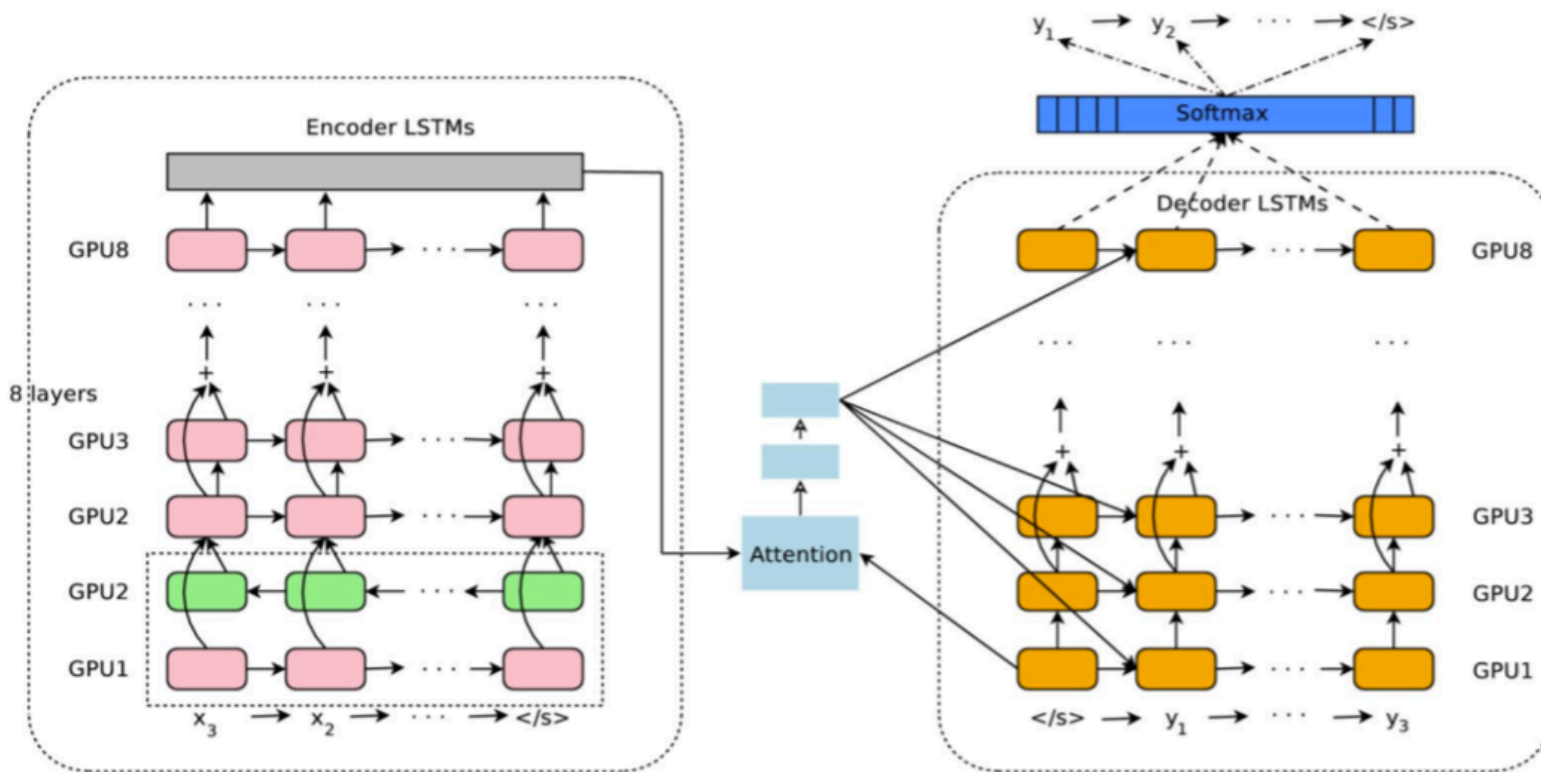 y₁ → y₂ → · · · → </s>
Softmax
Encoder LSTMs
GPU8
· · · · · · · · ·
+ + +
8 layers
GPU3 · · ·
GPU2 · · ·
GPU2 · · ·
GPU1 · · ·
x₃ → x₂ → · · · → </s>
Attention
Decoder LSTMs
· · · GPU8
· · · · · · · · ·
+ + +
· · · GPU3
· · · GPU2
· · · GPU1
</s> → y₁ → · · · → y₃